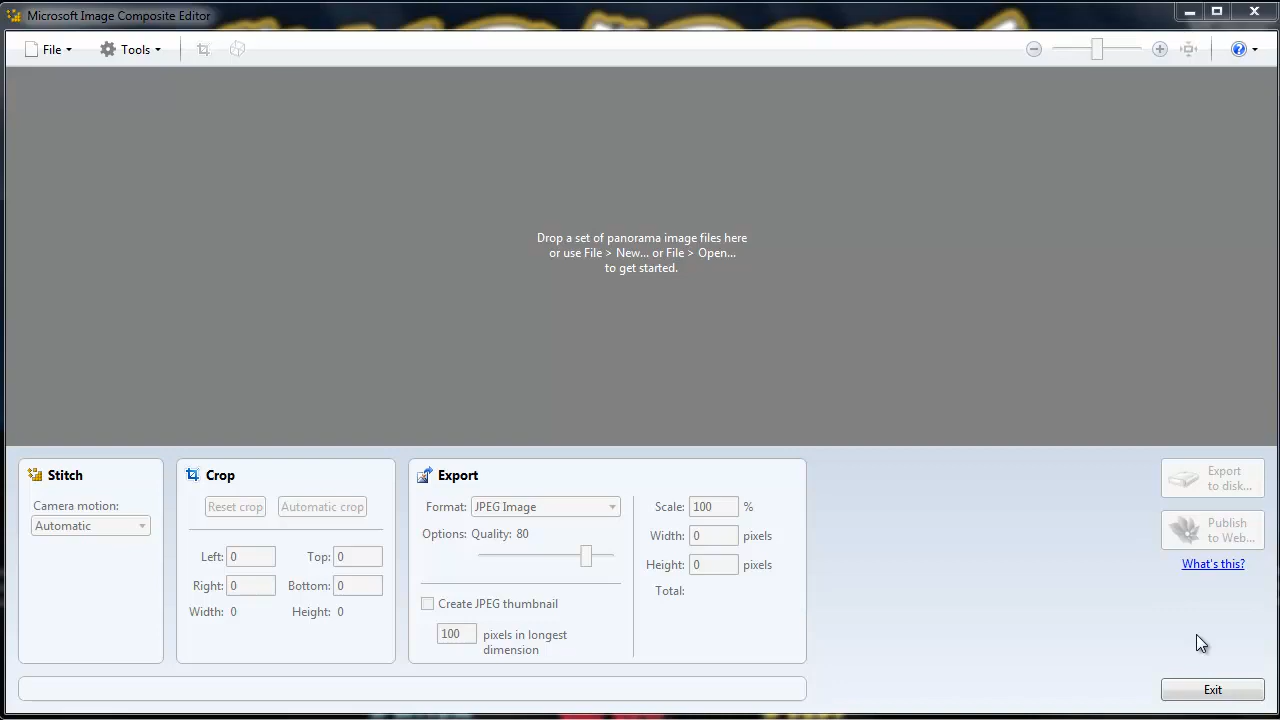 Microsoft Image Composite Editor
File Tools
Drop a set of panorama image files here
or use File > New... or File > Open...
to get started.
Stitch
Camera motion:
Automatic
Crop
Reset crop Automatic crop
Left: 0 Top: 0
Right: 0 Bottom: 0
Width: 0 Height: 0
Export
Format: JPEG Image
Options: Quality: 80
Create JPEG thumbnail
100 pixels in longest
dimension
Scale: 100 %
Width: 0 pixels
Height: 0 pixels
Total:
Export
to disk...
Publish
to Web...
What's this?
Exit